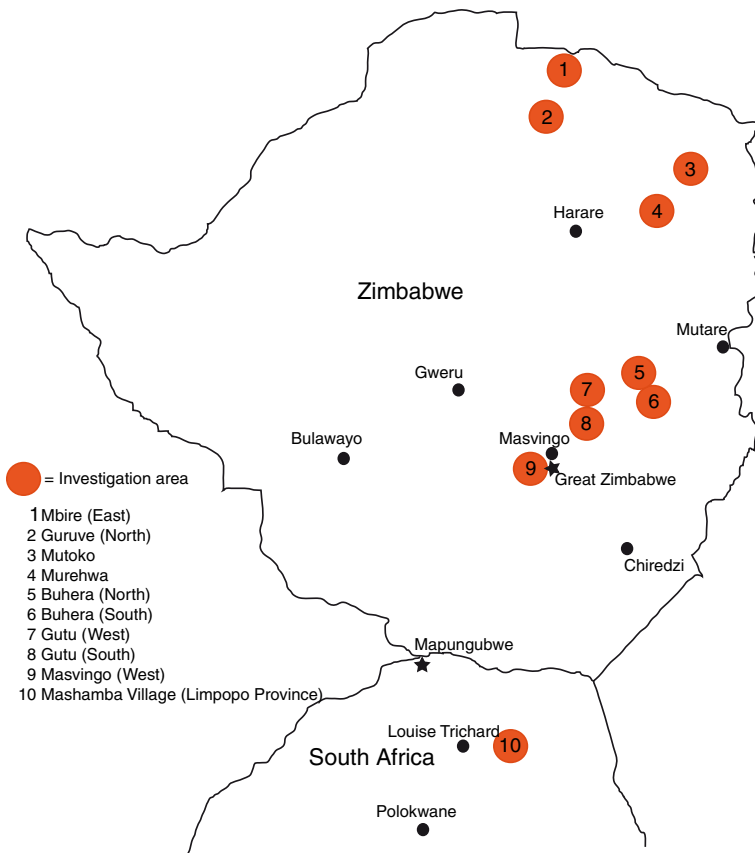 1
2
3
4
Harare
Zimbabwe
Mutare
Gweru
5
7
6
8
Bulawayo
Masvingo
9
Great Zimbabwe
= Investigation area
1 Mbire (East)
2 Guruve (North)
3 Mutoko
4 Murehwa
5 Buhera (North)
6 Buhera (South)
7 Gutu (West)
8 Gutu (South)
9 Masvingo (West)
10 Mashamba Village (Limpopo Province)
Chiredzi
Mapungubwe
Louise Trichard
10
South Africa
Polokwane